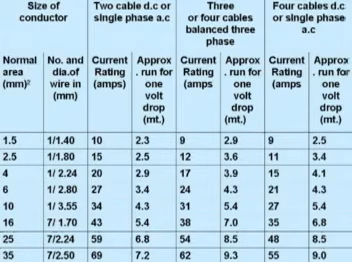 Size of conductor | Two cable d.c or single phase a.c | Three or four cables balanced three phase | Four cables d.c or single phase a.c
Normal area (mm)² | No. and dia.of wire in (mm) | Current Rating (amps) | Approx . run for one volt drop (mt.) | Current Rating (amps | Approx . run for one volt drop (mt.) | Current Rating (amps) | Approx . run for one volt drop (mt.)
1.5 | 1/1.40 | 10 | 2.3 | 9 | 2.9 | 9 | 2.5
2.5 | 1/1.80 | 15 | 2.5 | 12 | 3.6 | 11 | 3.4
4 | 1/ 2.24 | 20 | 2.9 | 17 | 3.9 | 15 | 4.1
6 | 1/ 2.80 | 27 | 3.4 | 24 | 4.3 | 21 | 4.3
10 | 1/ 3.55 | 34 | 4.3 | 31 | 5.4 | 27 | 5.4
16 | 7/ 1.70 | 43 | 5.4 | 38 | 7.0 | 35 | 6.8
25 | 7/2.24 | 59 | 6.8 | 54 | 8.5 | 48 | 8.5
35 | 7/2.50 | 69 | 7.2 | 62 | 9.3 | 55 | 9.0